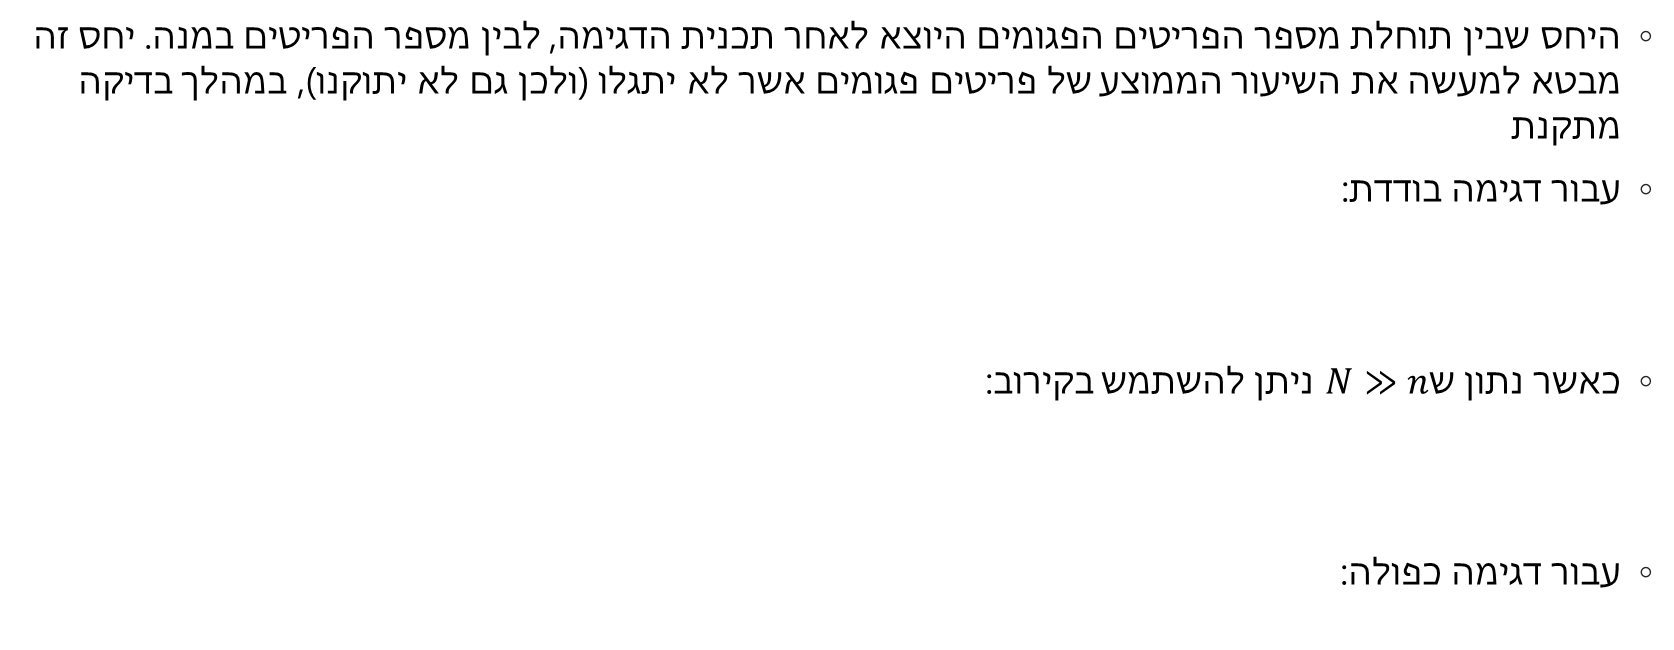 ◦ היחס שבין תוחלת מספר הפריטים הפגומים היוצא לאחר תכנית הדגימה, לבין מספר הפריטים במנה. יחס זה
מבטא למעשה את השיעור הממוצע של פריטים פגומים אשר לא יתגלו (ולכן גם לא יתוקנו), במהלך בדיקה
מתקנת
◦ עבור דגימה בודדת:
◦ כאשר נתון ש N ≫ n ניתן להשתמש בקירוב:
◦ עבור דגימה כפולה: